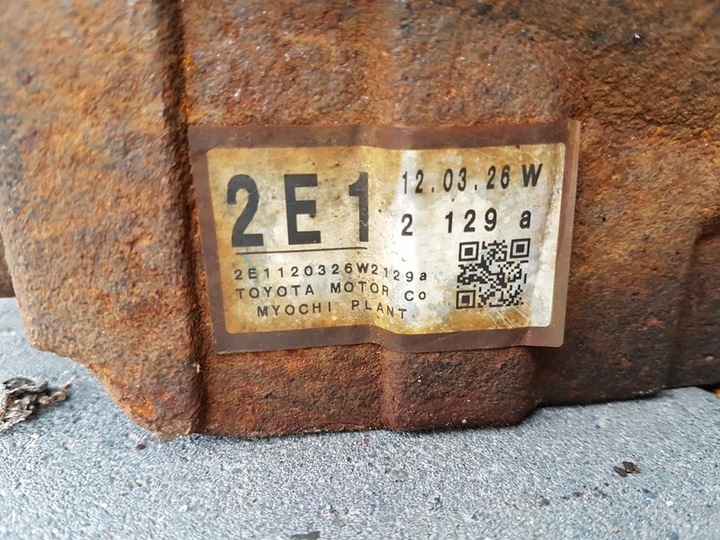 2E1 12.03.26 W
2 129 a
2E1120326W2129a
TOYOTA MOTOR Co
MYOCHI PLANT.